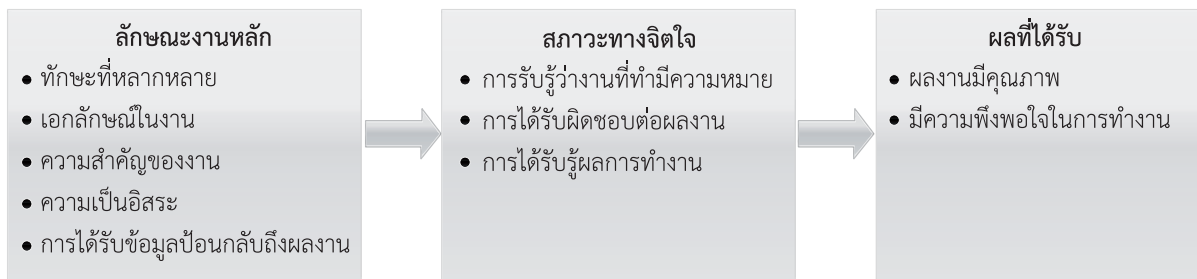 ลักษณะงานหลัก
• ทักษะที่หลากหลาย
• เอกลักษณ์ในงาน
• ความสำคัญของงาน
• ความเป็นอิสระ
• การได้รับข้อมูลป้อนกลับถึงผลงาน
สภาวะทางจิตใจ
• การรับรู้ว่างานที่ทำมีความหมาย
• การได้รับผิดชอบต่อผลงาน
• การได้รับรู้ผลการทำงาน
ผลที่ได้รับ
• ผลงานมีคุณภาพ
• มีความพึงพอใจในการทำงาน